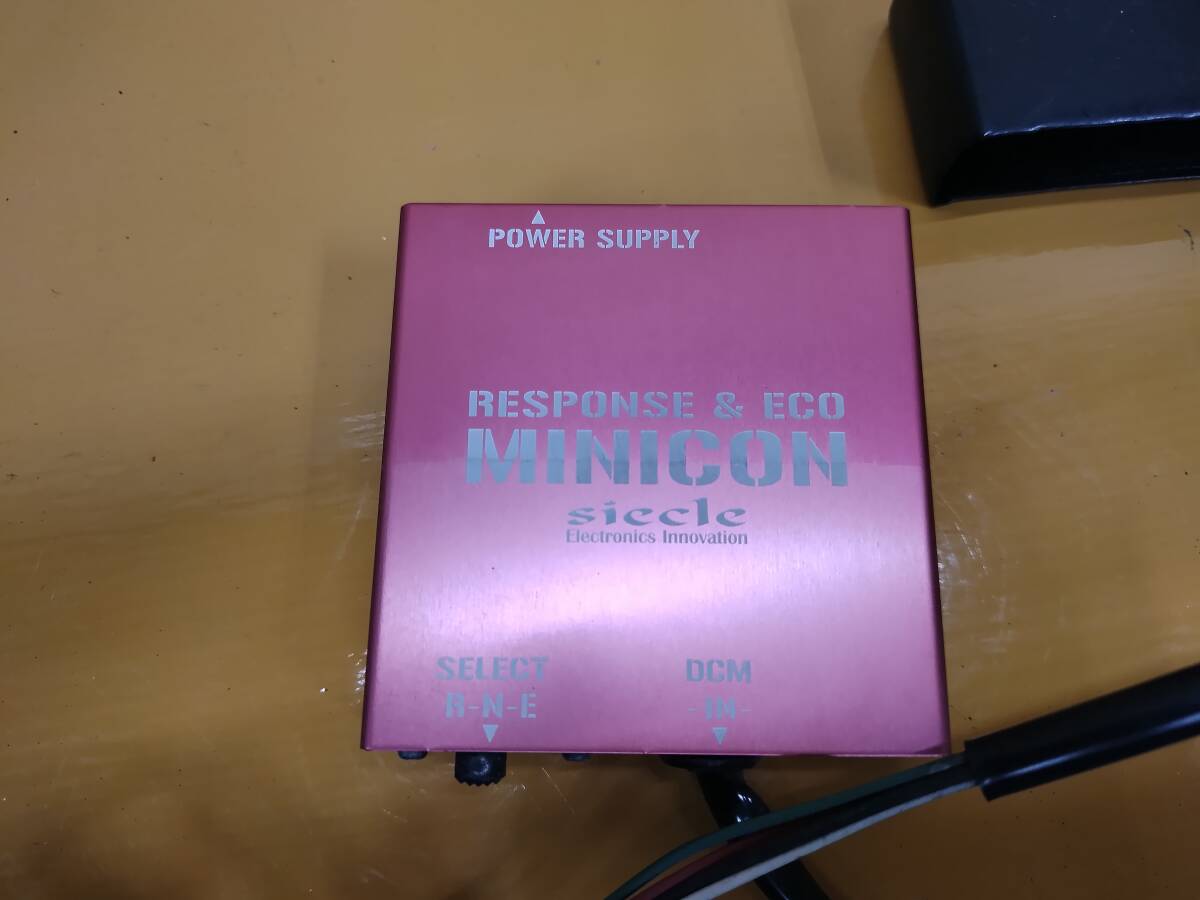 POWER SUPPLY
RESPONSE & ECO
MINICON
siecle
Electronics Innovation
SELECT
R-N-E
DCM
-IN-